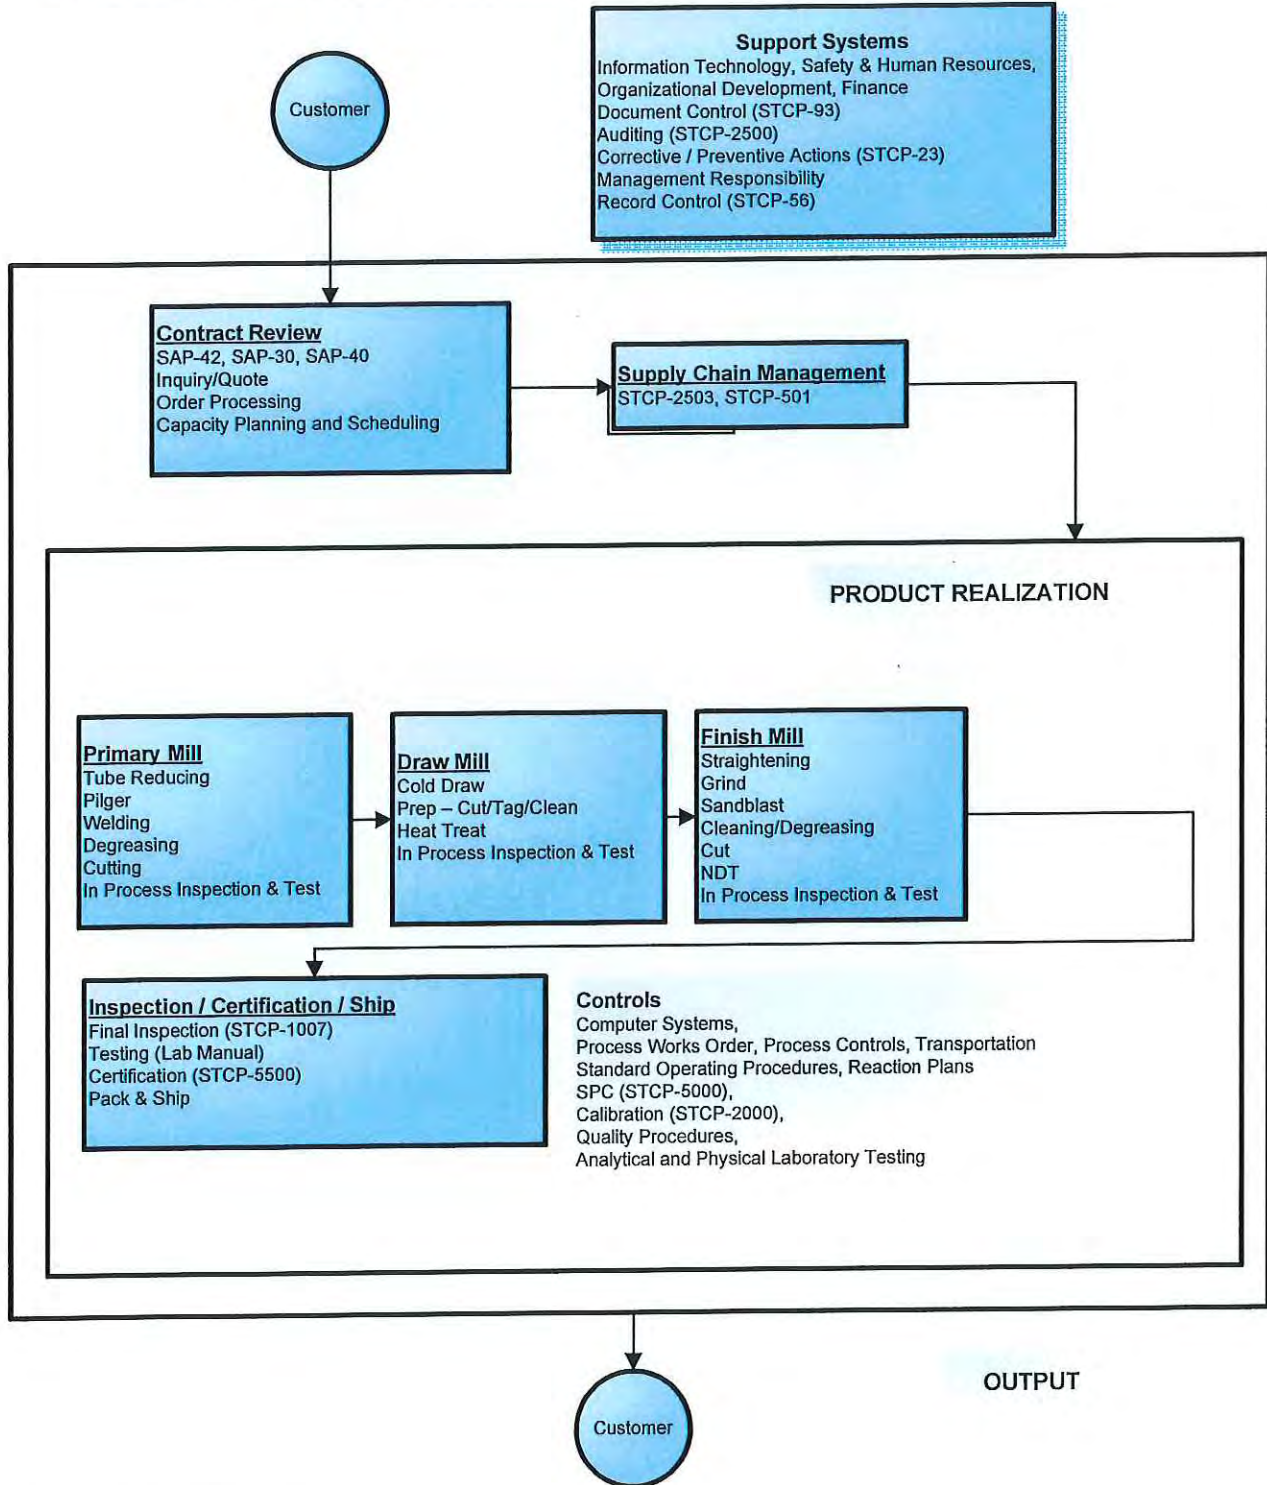 Support Systems
Information Technology, Safety & Human Resources,
Organizational Development, Finance
Document Control (STCP-93)
Auditing (STCP-2500)
Corrective / Preventive Actions (STCP-23)
Management Responsibility
Record Control (STCP-56)
Customer
Contract Review
SAP-42, SAP-30, SAP-40
Inquiry/Quote
Order Processing
Capacity Planning and Scheduling
Supply Chain Management
STCP-2503, STCP-501
PRODUCT REALIZATION
Primary Mill
Tube Reducing
Pilger
Welding
Degreasing
Cutting
In Process Inspection & Test
Draw Mill
Cold Draw
Prep – Cut/Tag/Clean
Heat Treat
In Process Inspection & Test
Finish Mill
Straightening
Grind
Sandblast
Cleaning/Degreasing
Cut
NDT
In Process Inspection & Test
Inspection / Certification / Ship
Final Inspection (STCP-1007)
Testing (Lab Manual)
Certification (STCP-5500)
Pack & Ship
Controls
Computer Systems,
Process Works Order, Process Controls, Transportation
Standard Operating Procedures, Reaction Plans
SPC (STCP-5000),
Calibration (STCP-2000),
Quality Procedures,
Analytical and Physical Laboratory Testing
OUTPUT
Customer